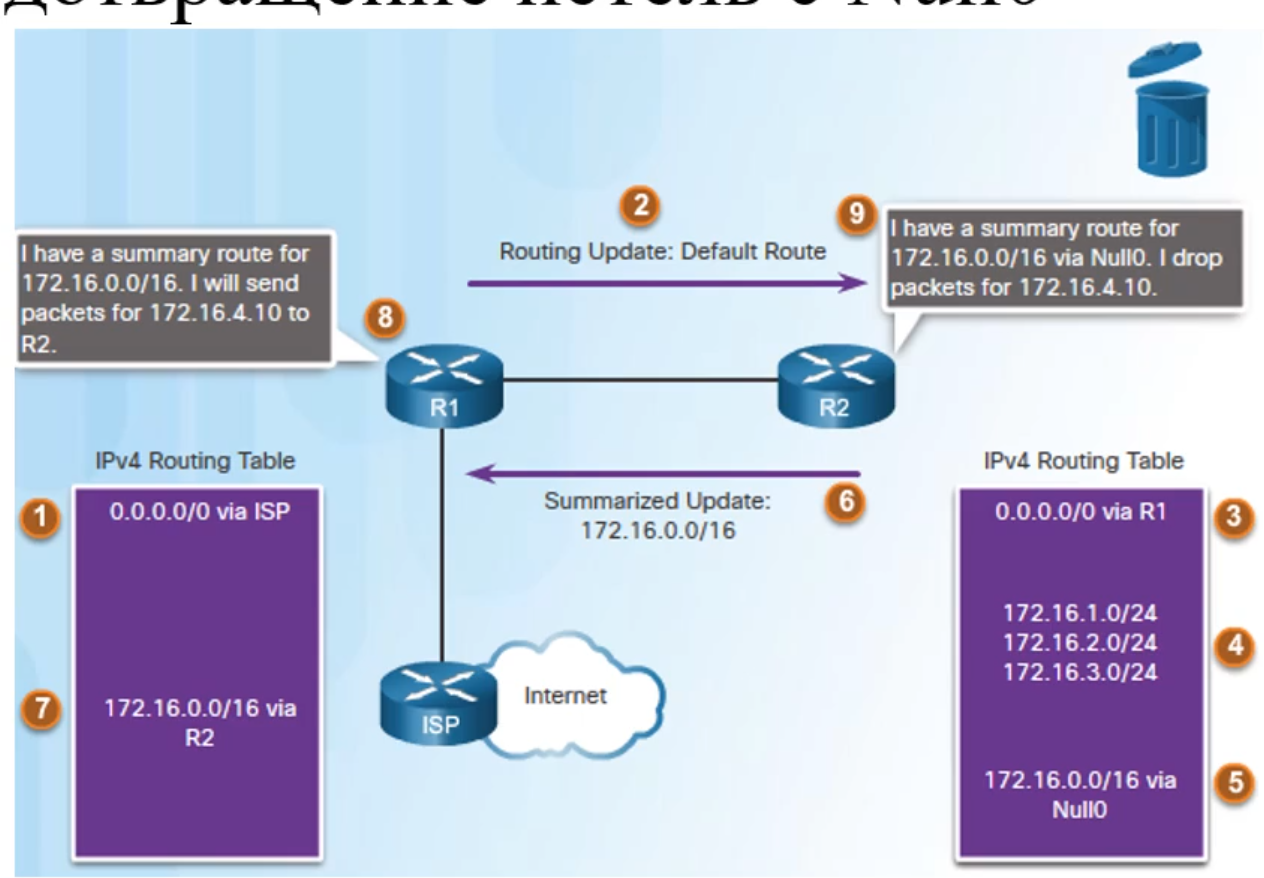 дотвращение петель с Null0
2
9
Routing Update: Default Route
I have a summary route for
172.16.0.0/16 via Null0. I drop
packets for 172.16.4.10.
I have a summary route for
172.16.0.0/16. I will send
packets for 172.16.4.10 to
R2.
8
R1
R2
IPv4 Routing Table
IPv4 Routing Table
1
0.0.0.0/0 via ISP
Summarized Update:
172.16.0.0/16
6
0.0.0.0/0 via R1
3
172.16.1.0/24
172.16.2.0/24
172.16.3.0/24
4
7
172.16.0.0/16 via
R2
ISP
Internet
172.16.0.0/16 via
Null0
5